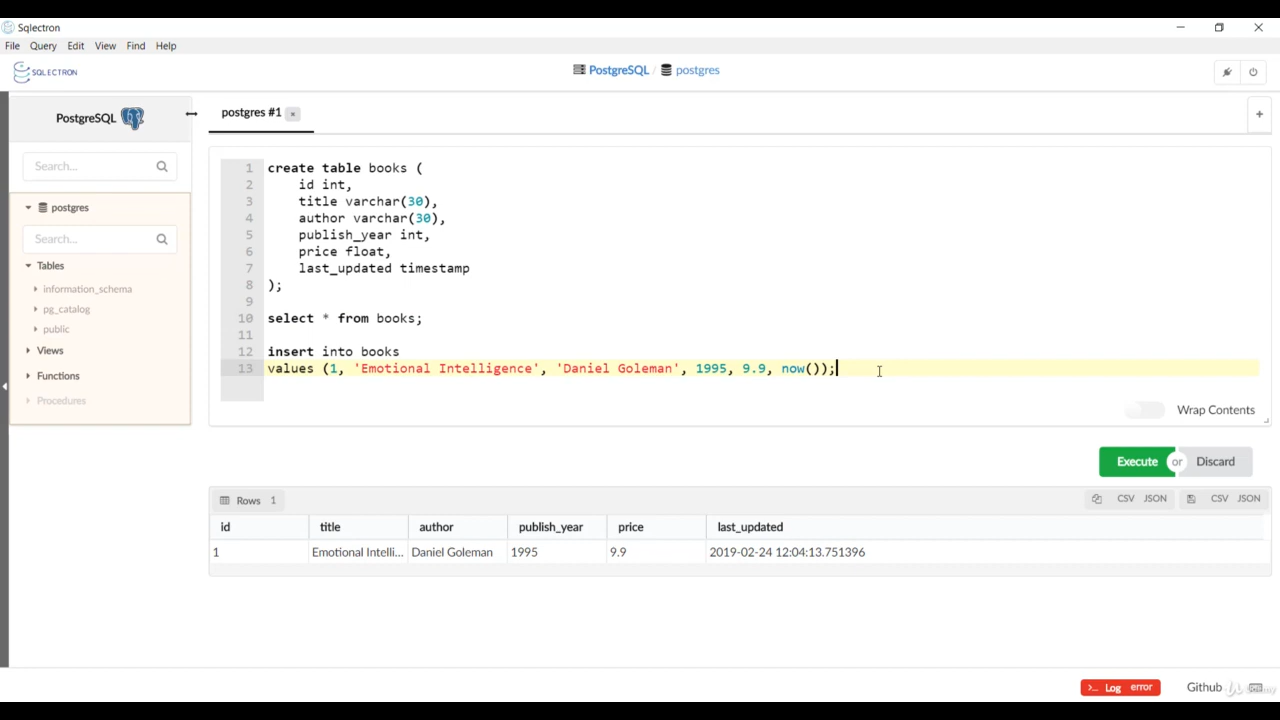 Sqlectron
File Query Edit View Find Help
SQLECTRON
PostgreSQL / postgres
PostgreSQL
postgres #1 ×
+
Search...
postgres
Search...
Tables
information_schema
pg_catalog
public
Views
Functions
Procedures
1 create table books (
2 id int,
3 title varchar(30),
4 author varchar(30),
5 publish_year int,
6 price float,
7 last_updated timestamp
8 );
9
10 select * from books;
11
12 insert into books
13 values (1, 'Emotional Intelligence', 'Daniel Goleman', 1995, 9.9, now());
Wrap Contents
Execute or Discard
Rows 1 CSV JSON CSV JSON
id title author publish_year price last_updated
1 Emotional Intelli... Daniel Goleman 1995 9.9 2019-02-24 12:04:13.751396
>_ Log error Github
Udemy